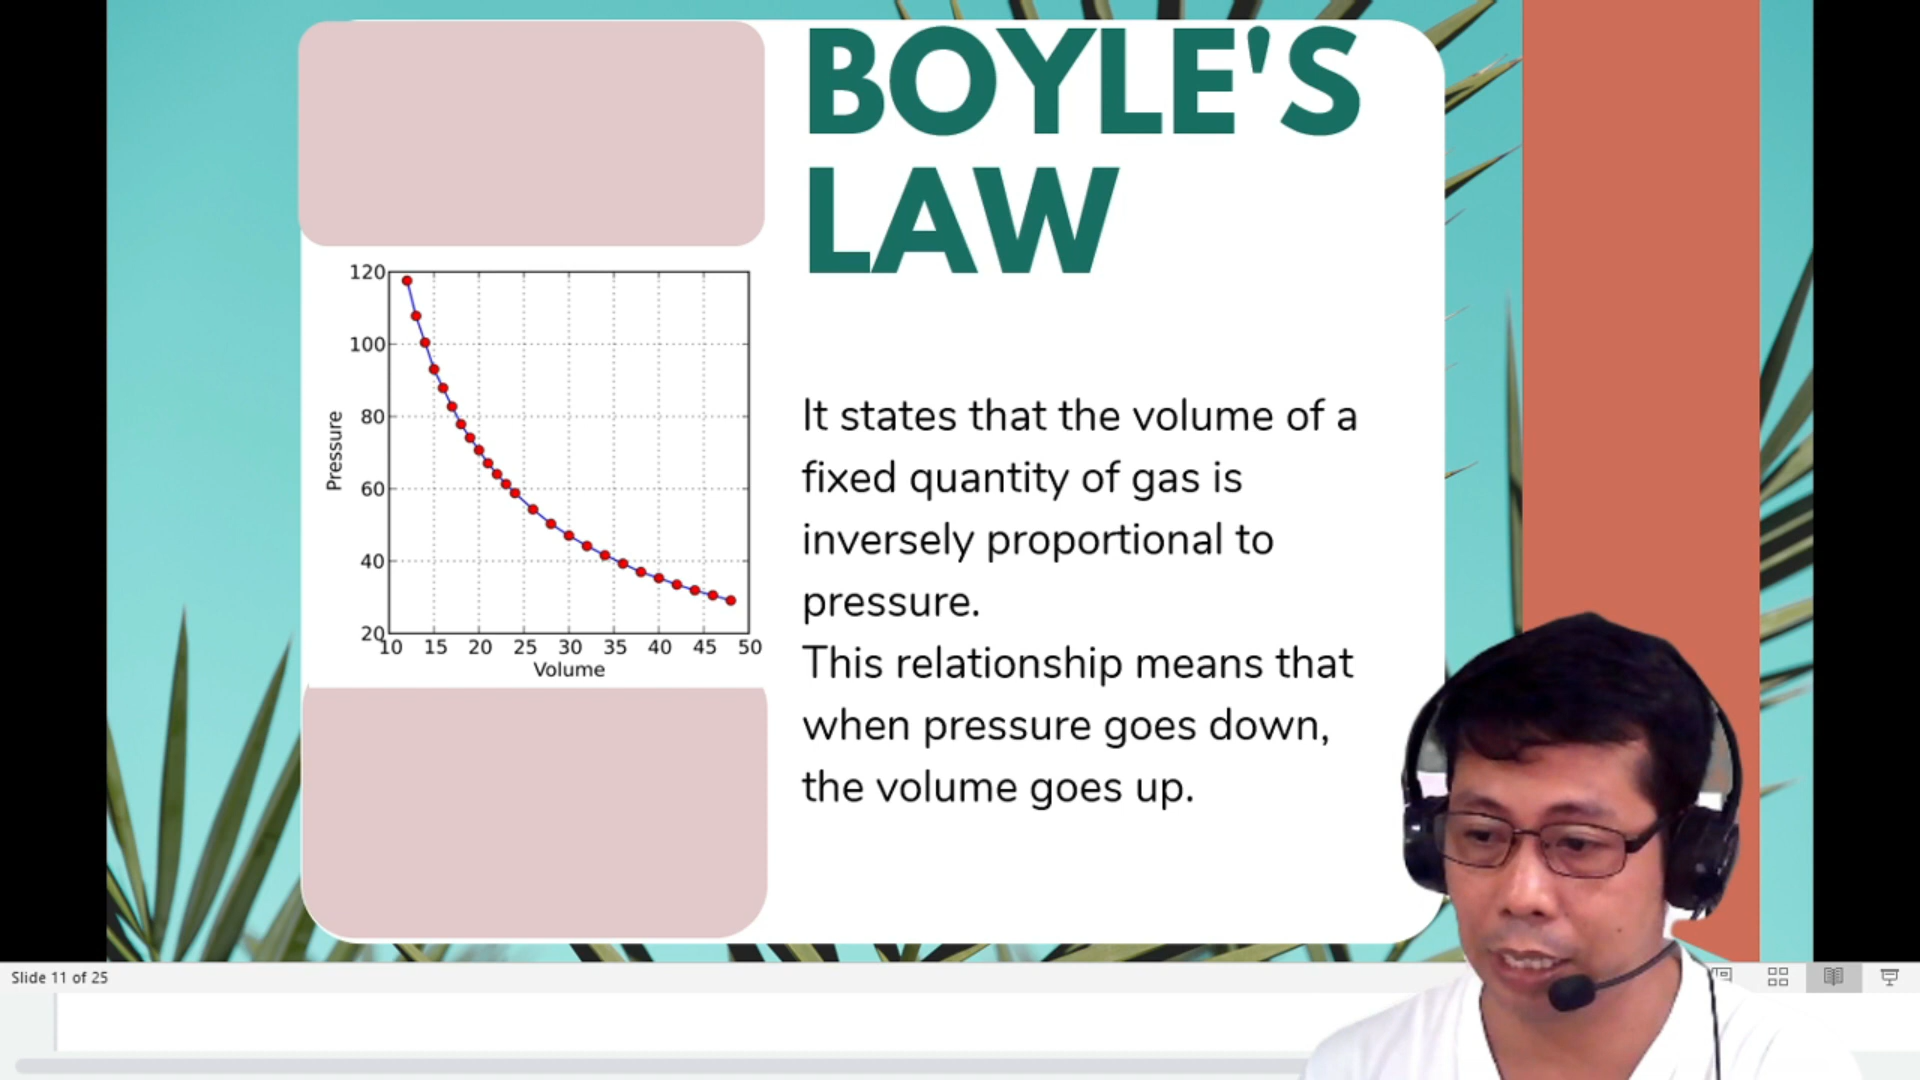 BOYLE'S
LAW
120
100
80
60
40
20
Pressure
10 15 20 25 30 35 40 45 50
Volume
It states that the volume of a
fixed quantity of gas is
inversely proportional to
pressure.
This relationship means that
when pressure goes down,
the volume goes up.
Slide 11 of 25